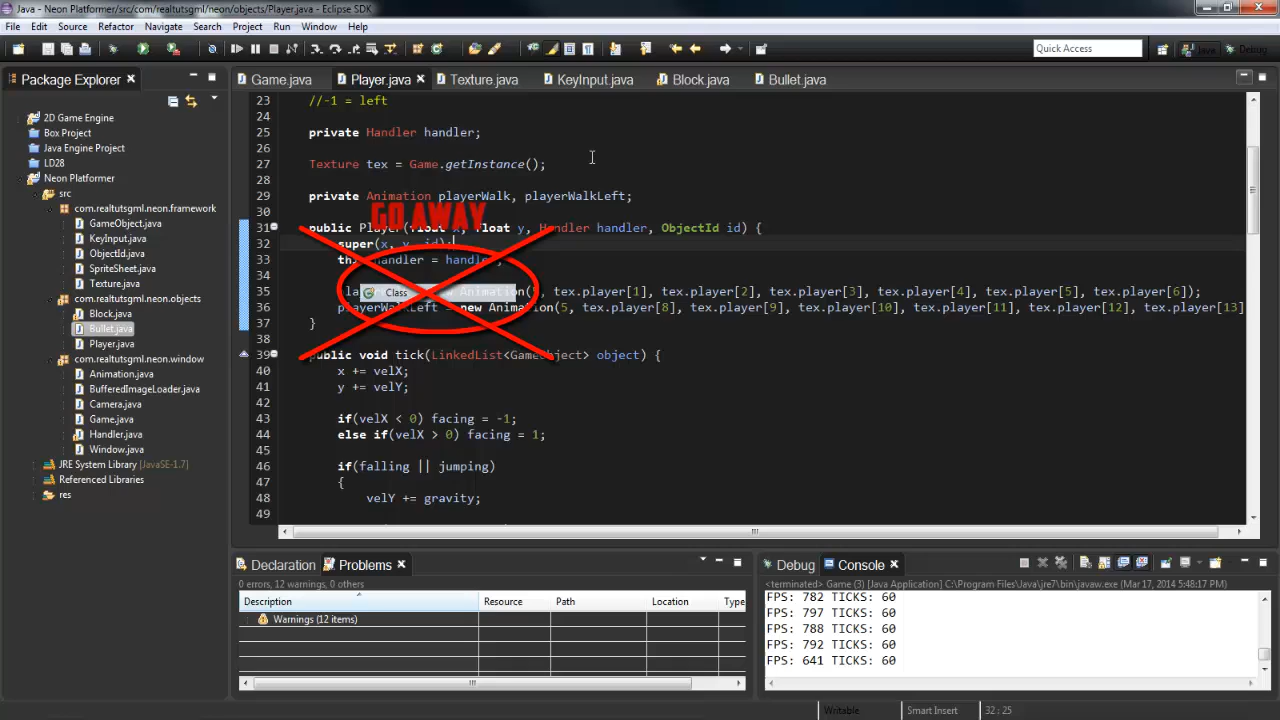 Java - Neon Platformer/src/com/realtutsgml/neon/objects/Player.java - Eclipse SDK
File Edit Source Refactor Navigate Search Project Run Window Help
Quick Access
Java
Debug
Package Explorer
2D Game Engine
Box Project
Java Engine Project
LD28
Neon Platformer
src
com.realtutsgml.neon.framework
GameObject.java
KeyInput.java
ObjectId.java
SpriteSheet.java
Texture.java
com.realtutsgml.neon.objects
Block.java
Bullet.java
Player.java
com.realtutsgml.neon.window
Animation.java
BufferedImageLoader.java
Camera.java
Game.java
Handler.java
Window.java
JRE System Library [JavaSE-1.7]
Referenced Libraries
res
Game.java Player.java Texture.java KeyInput.java Block.java Bullet.java
23 //-1 = left
24
25 private Handler handler;
26
27 Texture tex = Game.getInstance();
28
29 private Animation playerWalk, playerWalkLeft;
30
GO AWAY
31 public Player(float x, float y, Handler handler, ObjectId id) {
32 super(x, y, id);
33 this.handler = handler;
34
Class
35 new Animation(5, tex.player[1], tex.player[2], tex.player[3], tex.player[4], tex.player[5], tex.player[6]);
36 playerWalkLeft = new Animation(5, tex.player[8], tex.player[9], tex.player[10], tex.player[11], tex.player[12], tex.player[13]
37 }
38
39 public void tick(LinkedList<GameObject> object) {
40 x += velX;
41 y += velY;
42
43 if(velX < 0) facing = -1;
44 else if(velX > 0) facing = 1;
45
46 if(falling || jumping)
47 {
48 velY += gravity;
49
Declaration Problems
0 errors, 12 warnings, 0 others
Description Resource Path Location Type
Warnings (12 items)
Debug Console
<terminated> Game (3) [Java Application] C:\Program Files\Java\jre7\bin\javaw.exe (Mar 17, 2014 5:48:17 PM)
FPS: 782 TICKS: 60
FPS: 797 TICKS: 60
FPS: 788 TICKS: 60
FPS: 792 TICKS: 60
FPS: 641 TICKS: 60
Writable Smart Insert 32 : 25